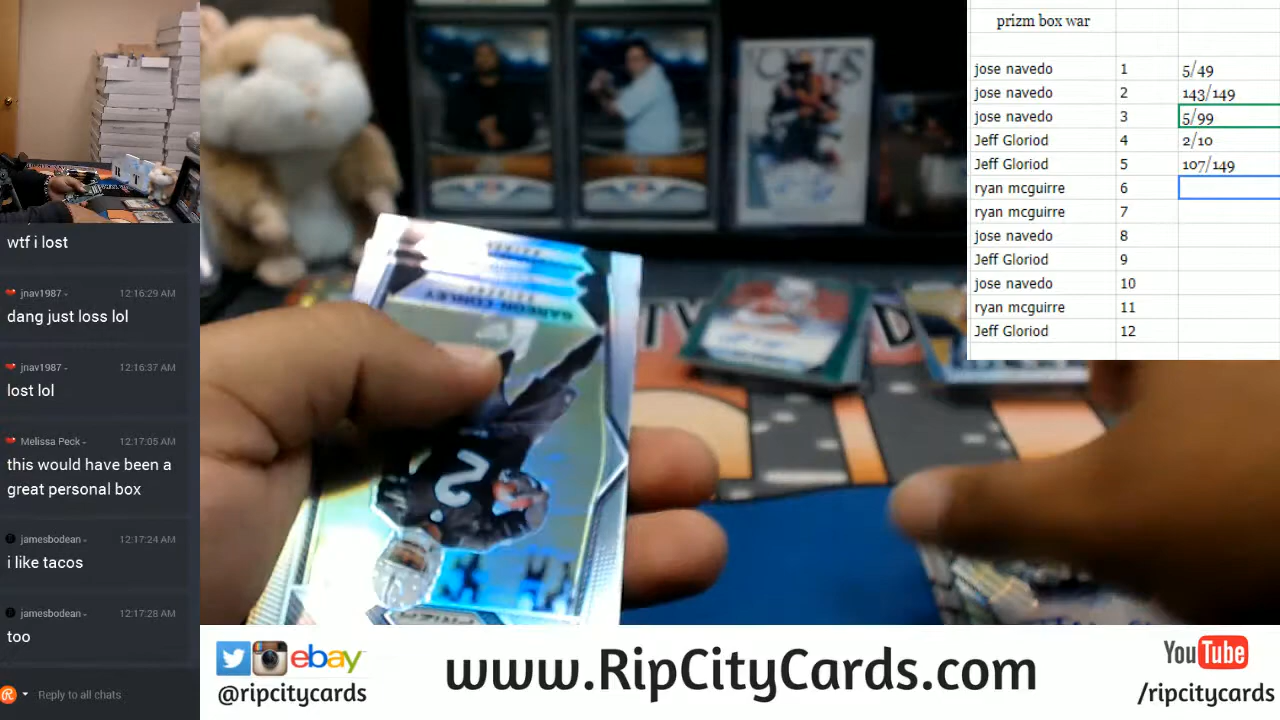 wtf i lost
jnav1987 12:16:29 AM
dang just loss lol
jnav1987 12:16:37 AM
lost lol
Melissa Peck 12:17:05 AM
this would have been a
great personal box
jamesbodean 12:17:24 AM
i like tacos
jamesbodean 12:17:28 AM
too
Reply to all chats
prizm box war
jose navedo 1 5/49
jose navedo 2 143/149
jose navedo 3 5/99
Jeff Gloriod 4 2/10
Jeff Gloriod 5 107/149
ryan mcguirre 6
ryan mcguirre 7
jose navedo 8
Jeff Gloriod 9
jose navedo 10
ryan mcguirre 11
Jeff Gloriod 12
GAREON CONLEY
2
PRIZM
ebay
@ripcitycards
www.RipCityCards.com
YouTube
/ripcitycards